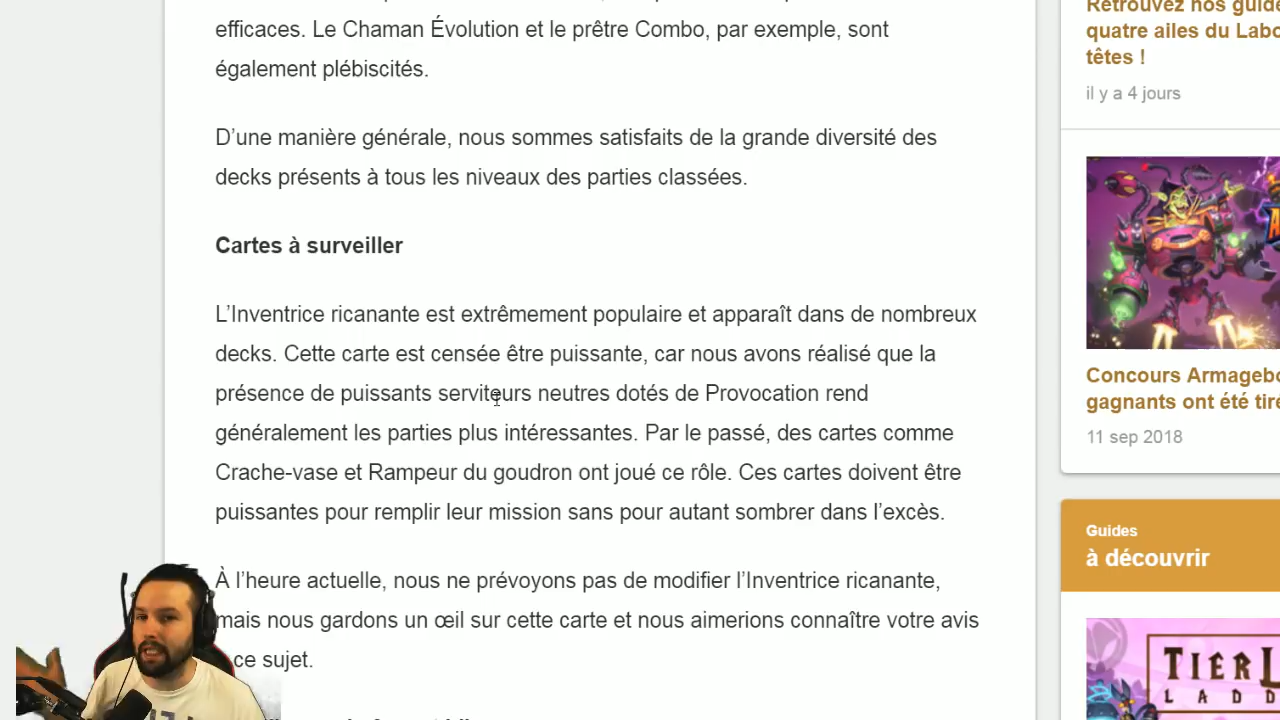 efficaces. Le Chaman Évolution et le prêtre Combo, par exemple, sont
également plébiscités.
D’une manière générale, nous sommes satisfaits de la grande diversité des
decks présents à tous les niveaux des parties classées.
Cartes à surveiller
L’Inventrice ricanante est extrêmement populaire et apparaît dans de nombreux
decks. Cette carte est censée être puissante, car nous avons réalisé que la
présence de puissants serviteurs neutres dotés de Provocation rend
généralement les parties plus intéressantes. Par le passé, des cartes comme
Crache-vase et Rampeur du goudron ont joué ce rôle. Ces cartes doivent être
puissantes pour remplir leur mission sans pour autant sombrer dans l’excès.
À l’heure actuelle, nous ne prévoyons pas de modifier l’Inventrice ricanante,
mais nous gardons un œil sur cette carte et nous aimerions connaître votre avis
ce sujet.
Retrouvez nos guide
quatre ailes du Labo
têtes !
il y a 4 jours
Concours Armagebo
gagnants ont été tiré
11 sep 2018
Guides
à découvrir
TIER L
LADD